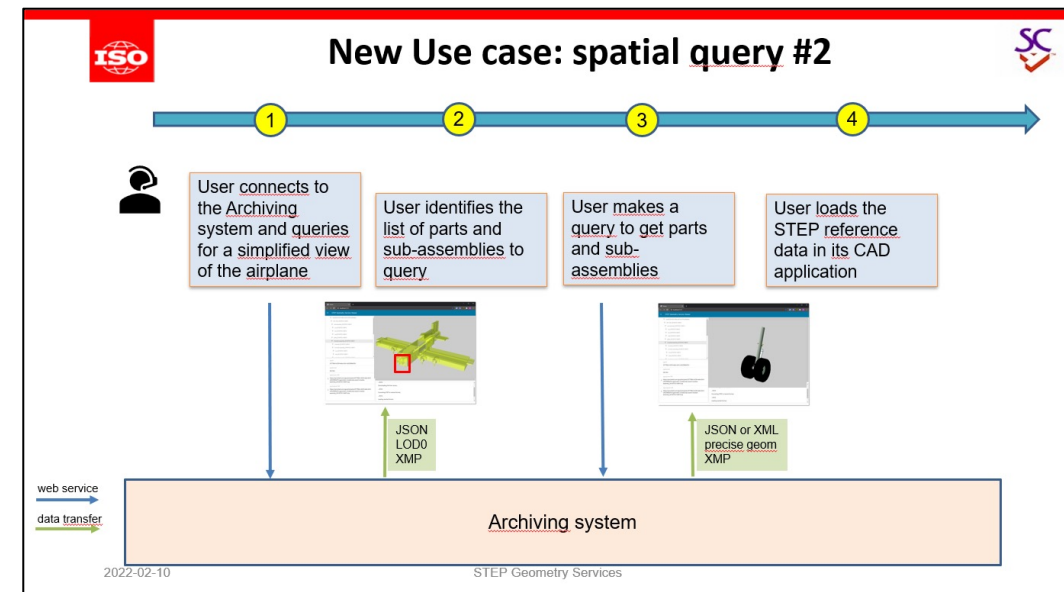 ISO
New Use case: spatial query #2
SC
1
2
3
4
User connects to
the Archiving
system and queries
for a simplified view
of the airplane
User identifies the
list of parts and
sub-assemblies to
query
User makes a
query to get parts
and sub-
assemblies
User loads the
STEP reference
data in its CAD
application
JSON
LOD0
XMP
JSON or XML
precise geom
XMP
web service
data transfer
Archiving system
2022-02-10
STEP Geometry Services